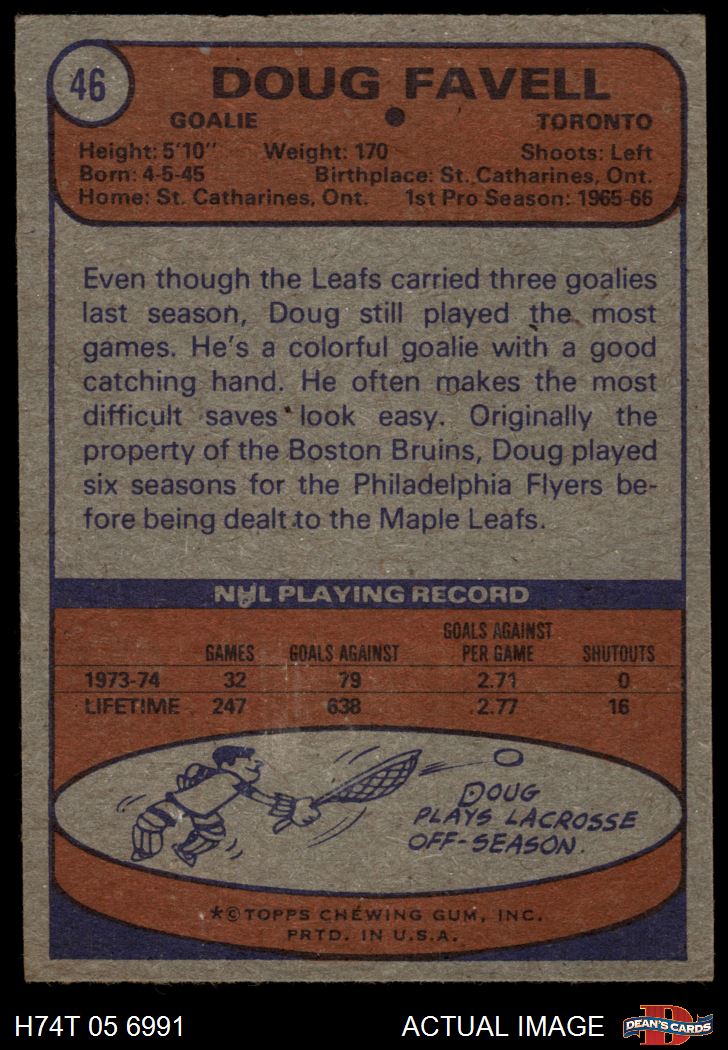 46
DOUG FAVELL
GOALIE TORONTO
Height: 5'10" Weight: 170 Shoots: Left
Born: 4-5-45 Birthplace: St. Catharines, Ont.
Home: St. Catharines, Ont. 1st Pro Season: 1965-66
Even though the Leafs carried three goalies
last season, Doug still played the most
games. He's a colorful goalie with a good
catching hand. He often makes the most
difficult saves look easy. Originally the
property of the Boston Bruins, Doug played
six seasons for the Philadelphia Flyers be-
fore being dealt to the Maple Leafs.
NHL PLAYING RECORD
GAMES GOALS AGAINST GOALS AGAINST PER GAME SHUTOUTS
1973-74 32 79 2.71 0
LIFETIME 247 638 2.77 16
DOUG
PLAYS LACROSSE
OFF-SEASON.
*©TOPPS CHEWING GUM, INC.
PRTD. IN U.S.A.
H74T 05 6991 ACTUAL IMAGE
D
DEAN'S CARDS